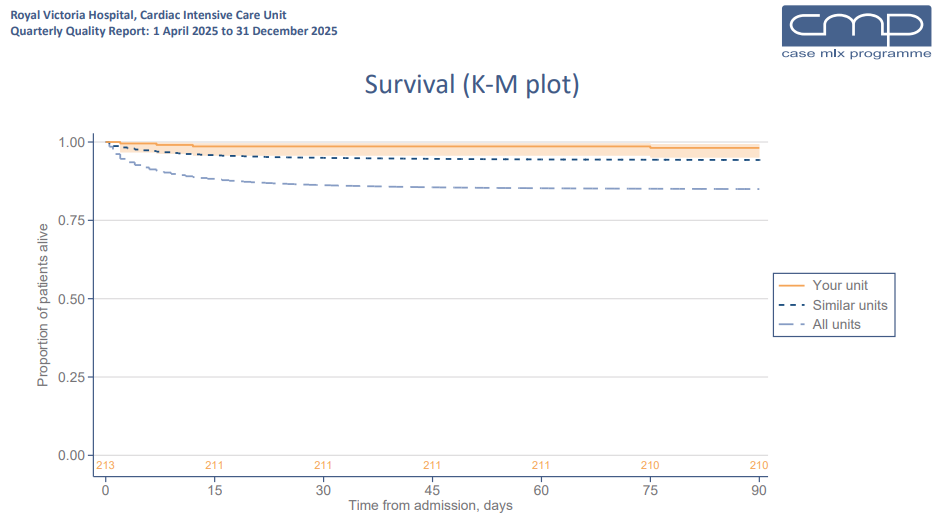 Royal Victoria Hospital, Cardiac Intensive Care Unit
Quarterly Quality Report: 1 April 2025 to 31 December 2025
cmp
case mix programme
Survival (K-M plot)
Proportion of patients alive
1.00
0.75
0.50
0.25
0.00
213 211 211 211 211 210 210
0 15 30 45 60 75 90
Time from admission, days
Your unit
Similar units
All units